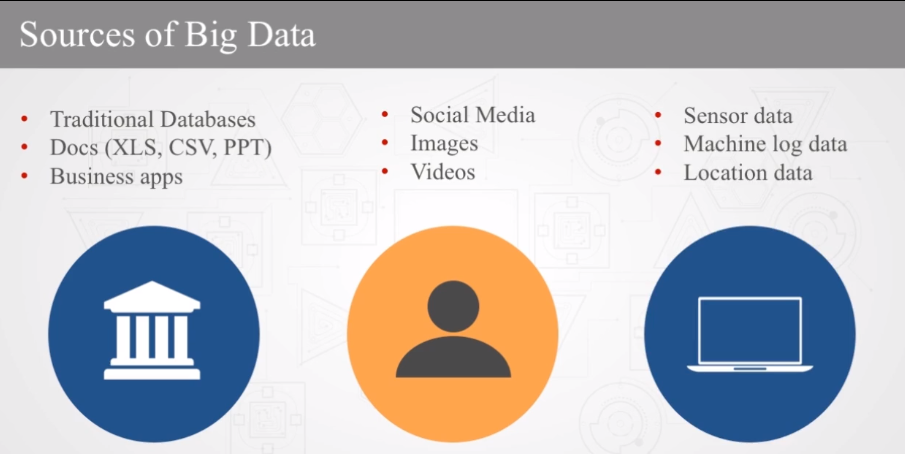 Sources of Big Data
• Traditional Databases
• Docs (XLS, CSV, PPT)
• Business apps
• Social Media
• Images
• Videos
• Sensor data
• Machine log data
• Location data